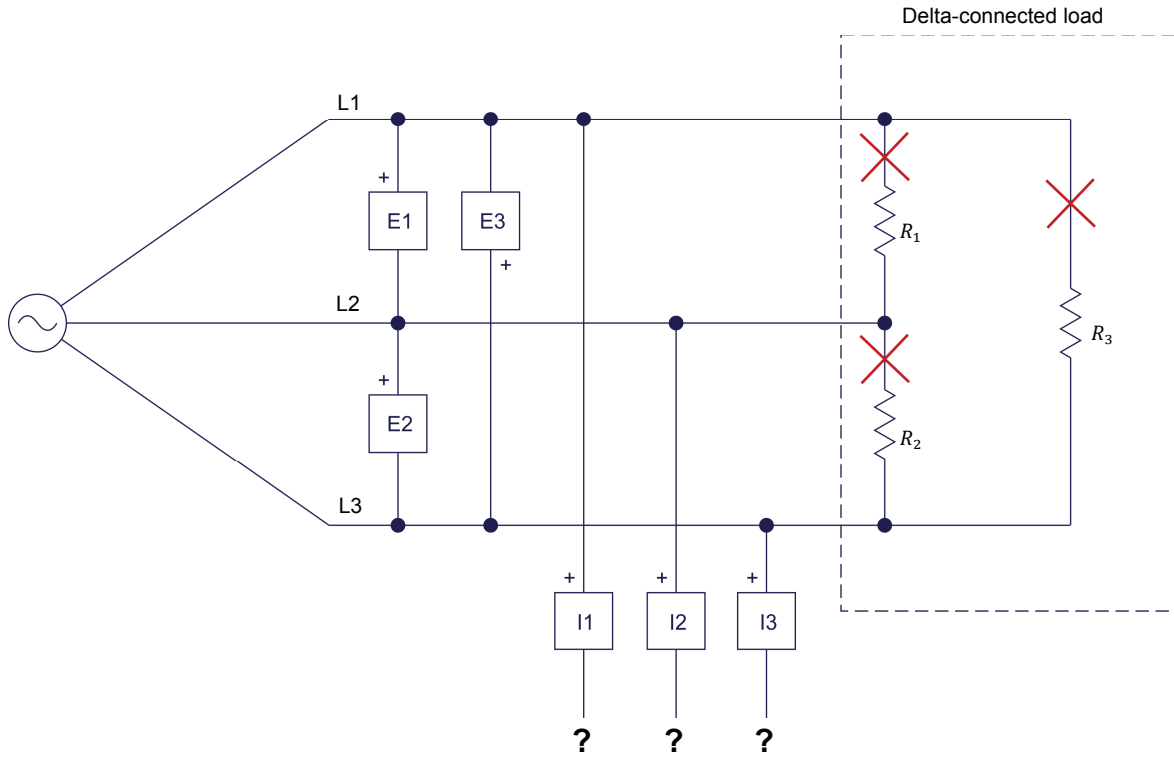 Delta-connected load
L1
+
E1
E3
+
R₁
L2
R₃
+
E2
R₂
L3
+
+
+
I1
I2
I3
?
?
?